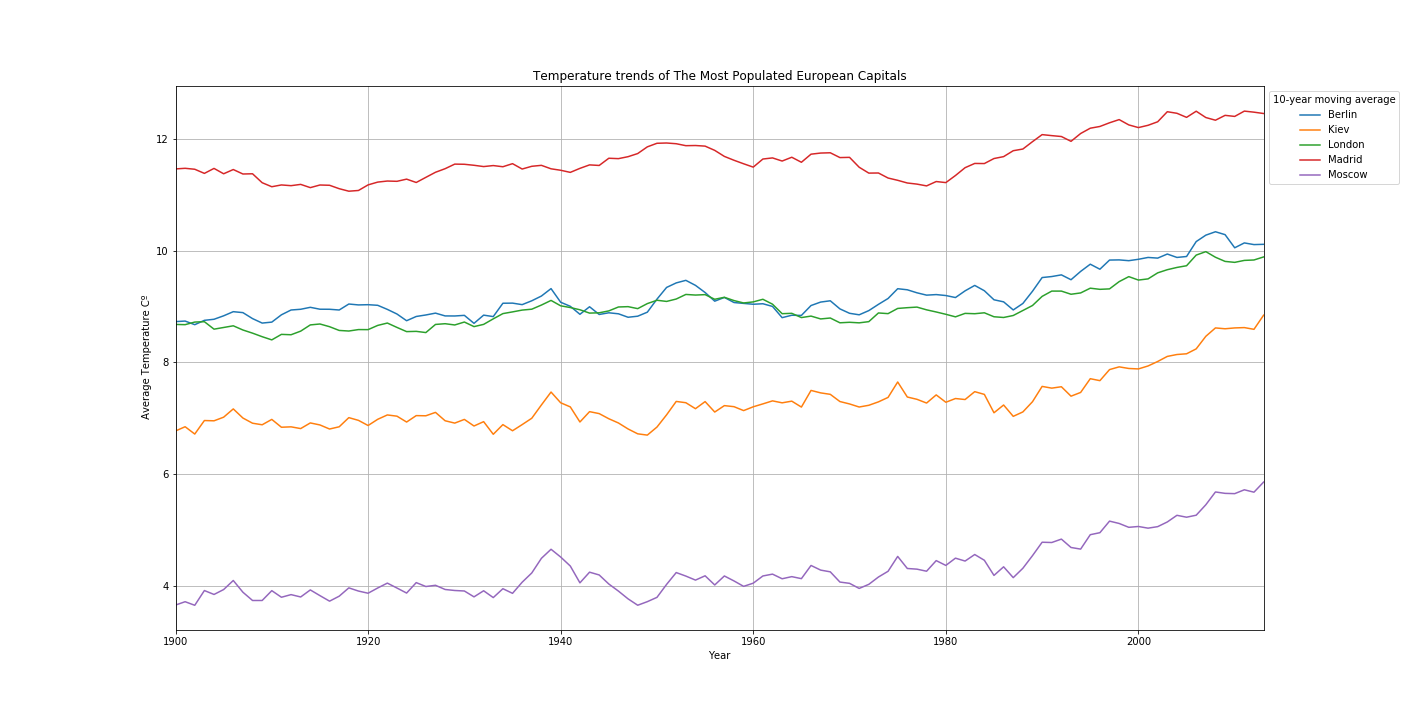 Temperature trends of The Most Populated European Capitals
10-year moving average
Berlin
Kiev
London
Madrid
Moscow
Average Temperature Cº
12
10
8
6
4
1900
1920
1940
1960
1980
2000
Year